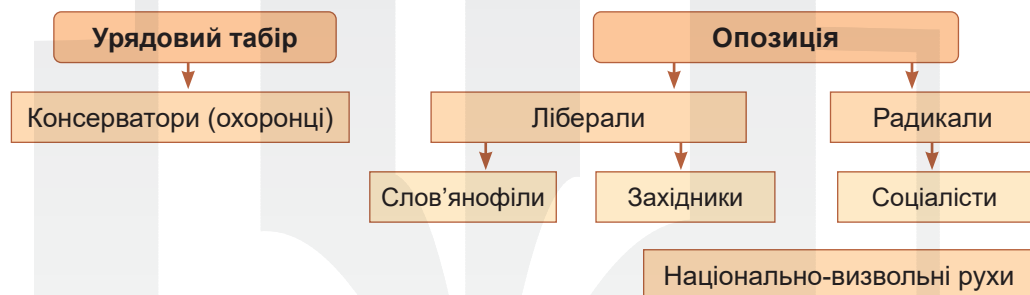 Урядовий табір
Опозиція
Консерватори (охоронці)
Ліберали
Радикали
Слов’янофіли
Західники
Соціалісти
Національно-визвольні рухи